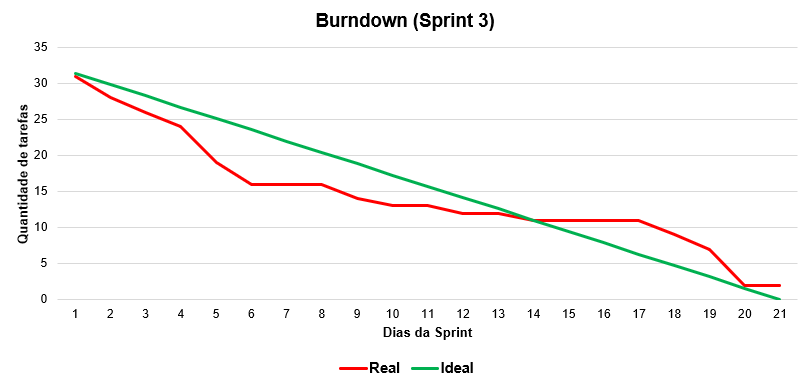 Burndown (Sprint 3)
Quantidade de tarefas
35
30
25
20
15
10
5
0
1 2 3 4 5 6 7 8 9 10 11 12 13 14 15 16 17 18 19 20 21
Dias da Sprint
Real Ideal